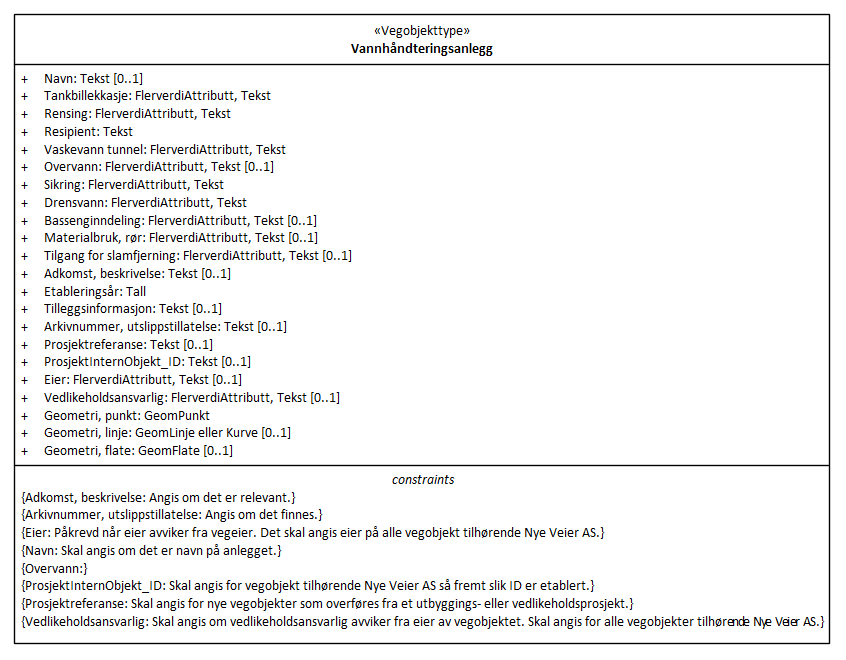 «Vegobjekttype»
Vannhåndteringsanlegg
+ Navn: Tekst [0..1]
+ Tankbillekkasje: FlerverdiAttributt, Tekst
+ Rensing: FlerverdiAttributt, Tekst
+ Resipient: Tekst
+ Vaskevann tunnel: FlerverdiAttributt, Tekst
+ Overvann: FlerverdiAttributt, Tekst [0..1]
+ Sikring: FlerverdiAttributt, Tekst
+ Drensvann: FlerverdiAttributt, Tekst
+ Bassenginndeling: FlerverdiAttributt, Tekst [0..1]
+ Materialbruk, rør: FlerverdiAttributt, Tekst [0..1]
+ Tilgang for slamfjerning: FlerverdiAttributt, Tekst [0..1]
+ Adkomst, beskrivelse: Tekst [0..1]
+ Etableringsår: Tall
+ Tilleggsinformasjon: Tekst [0..1]
+ Arkivnummer, utslippstillatelse: Tekst [0..1]
+ Prosjektreferanse: Tekst [0..1]
+ ProsjektInternObjekt_ID: Tekst [0..1]
+ Eier: FlerverdiAttributt, Tekst [0..1]
+ Vedlikeholdsansvarlig: FlerverdiAttributt, Tekst [0..1]
+ Geometri, punkt: GeomPunkt
+ Geometri, linje: GeomLinje eller Kurve [0..1]
+ Geometri, flate: GeomFlate [0..1]
constraints
{Adkomst, beskrivelse: Angis om det er relevant.}
{Arkivnummer, utslippstillatelse: Angis om det finnes.}
{Eier: Påkrevd når eier avviker fra vegeier. Det skal angis eier på alle vegobjekt tilhørende Nye Veier AS.}
{Navn: Skal angis om det er navn på anlegget.}
{Overvann:}
{ProsjektInternObjekt_ID: Skal angis for vegobjekt tilhørende Nye Veier AS så fremt slik ID er etablert.}
{Prosjektreferanse: Skal angis for nye vegobjekter som overføres fra et utbyggings- eller vedlikeholdsprosjekt.}
{Vedlikeholdsansvarlig: Skal angis om vedlikeholdsansvarlig avviker fra eier av vegobjektet. Skal angis for alle vegobjekter tilhørende Nye Veier AS.}